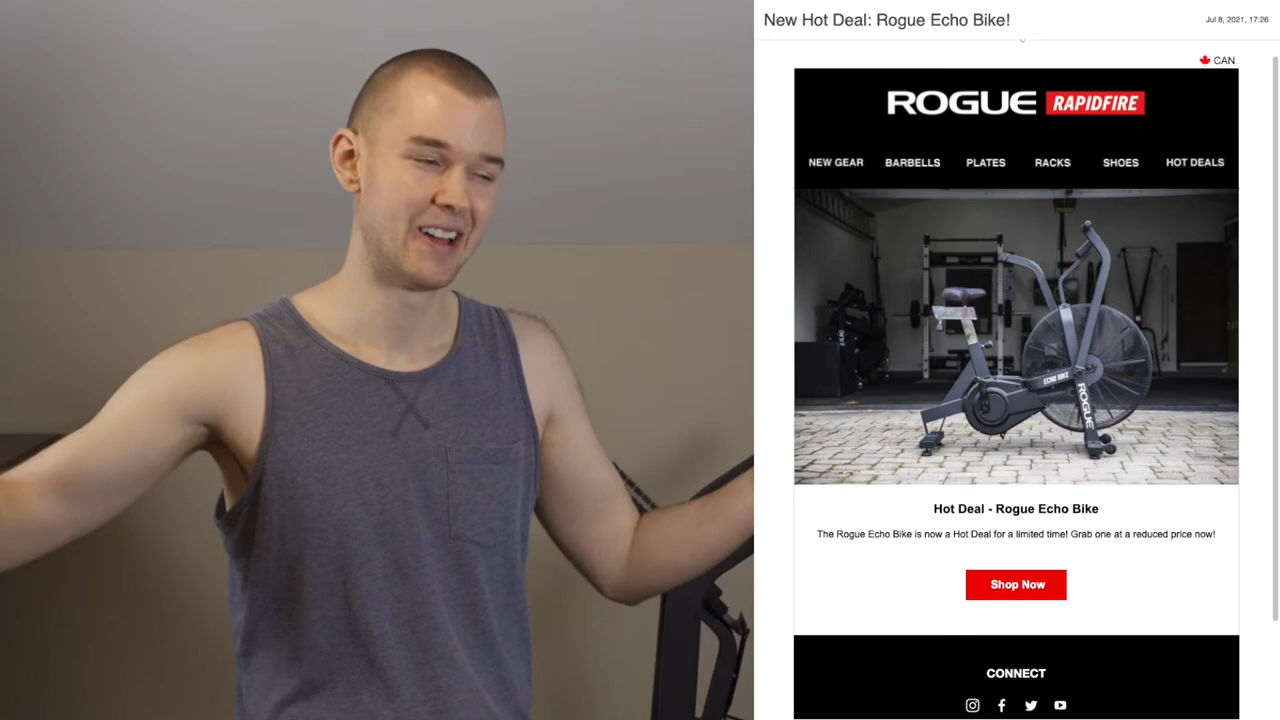 New Hot Deal: Rogue Echo Bike!
Jul 8, 2021, 17:26
CAN
ROGUE RAPIDFIRE
NEW GEAR BARBELLS PLATES RACKS SHOES HOT DEALS
ECHO BIKE
ROGUE
Hot Deal - Rogue Echo Bike
The Rogue Echo Bike is now a Hot Deal for a limited time! Grab one at a reduced price now!
Shop Now
CONNECT